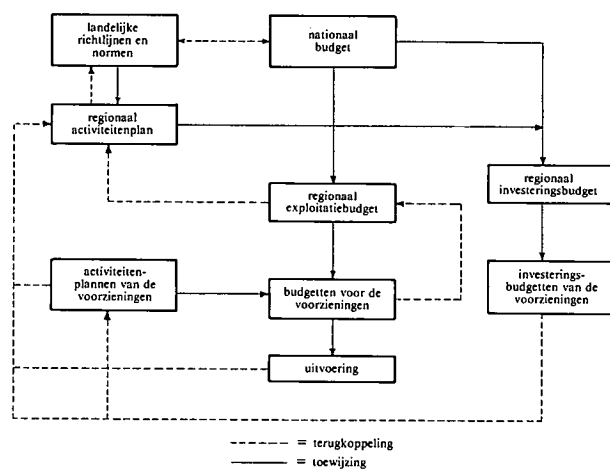 landelijke
richtlijnen en
normen
nationaal
budget
regionaal
activiteitenplan
regionaal
investeringsbudget
regionaal
exploitatiebudget
activiteiten-
plannen van de
voorzieningen
budgetten voor de
voorzieningen
investerings-
budgetten van de
voorzieningen
uitvoering
= terugkoppeling
= toewijzing